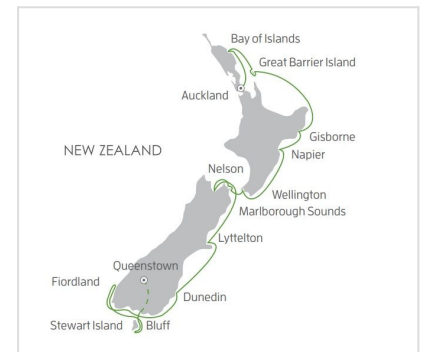 Bay of Islands
Great Barrier Island
Auckland
Gisborne
NEW ZEALAND
Napier
Nelson
Wellington
Marlborough Sounds
Lyttelton
Queenstown
Fiordland
Dunedin
Stewart Island
Bluff